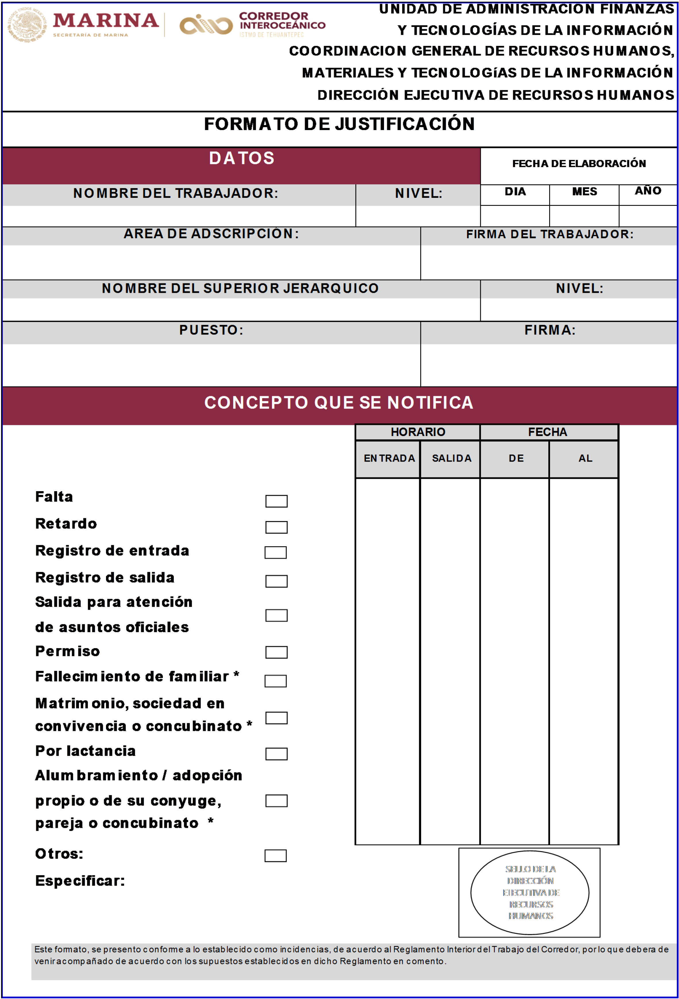 ESTADOS UNIDOS MEXICANOS
MARINA
SECRETARÍA DE MARINA
CORREDOR
INTEROCEÁNICO
ISTMO DE TEHUANTEPEC
UNIDAD DE ADMINISTRACION FINANZAS
Y TECNOLOGÍAS DE LA INFORMACIÓN
COORDINACION GENERAL DE RECURSOS HUMANOS,
MATERIALES Y TECNOLOGíAS DE LA INFORMACIÓN
DIRECCIÓN EJECUTIVA DE RECURSOS HUMANOS
FORMATO DE JUSTIFICACIÓN
DATOS
FECHA DE ELABORACIÓN
NOMBRE DEL TRABAJADOR: NIVEL: DIA MES AÑO
AREA DE ADSCRIPCIÓN: FIRMA DEL TRABAJADOR:
NOMBRE DEL SUPERIOR JERARQUICO NIVEL:
PUESTO: FIRMA:
CONCEPTO QUE SE NOTIFICA
HORARIO FECHA
ENTRADA SALIDA DE AL
Falta
Retardo
Registro de entrada
Registro de salida
Salida para atención
de asuntos oficiales
Permiso
Fallecimiento de familiar *
Matrimonio, sociedad en
convivencia o concubinato *
Por lactancia
Alumbramiento / adopción
propio o de su conyuge,
pareja o concubinato *
Otros:
Especificar:
SELLO DE LA
DIRECCIÓN
EJECUTIVA DE
RECURSOS
HUMANOS
Este formato, se presento conforme a lo establecido como incidencias, de acuerdo al Reglamento Interior del Trabajo del Corredor, por lo que debera de
venir acompañado de acuerdo con los supuestos establecidos en dicho Reglamento en comento.